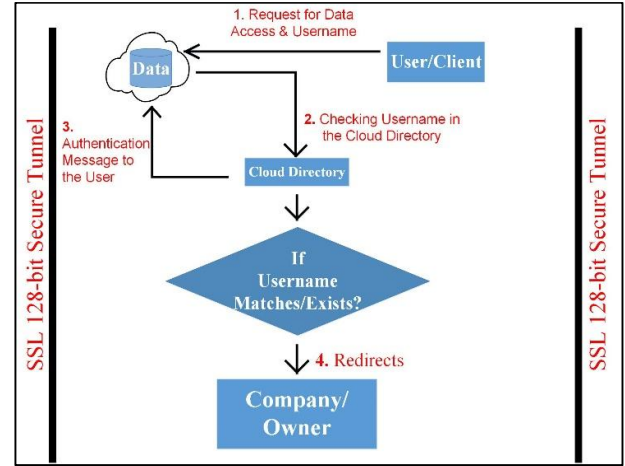 1. Request for Data
Access & Username
Data
User/Client
2. Checking Username in
the Cloud Directory
3.
Authentication
Message to
the User
Cloud Directory
If
Username
Matches/Exists?
4. Redirects
Company/
Owner
SSL 128-bit Secure Tunnel
SSL 128-bit Secure Tunnel